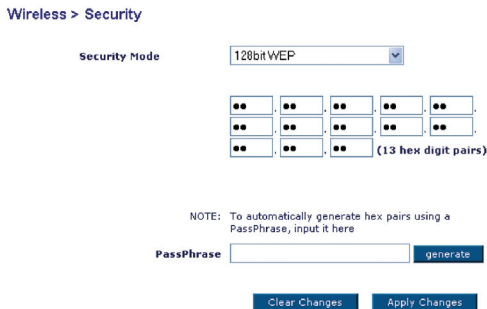 Wireless > Security
Security Mode 128bit WEP
•• . •• . •• . •• . •• .
•• . •• . •• . •• . •• .
•• . •• . •• (13 hex digit pairs)
NOTE: To automatically generate hex pairs using a
PassPhrase, input it here
PassPhrase generate
Clear Changes Apply Changes